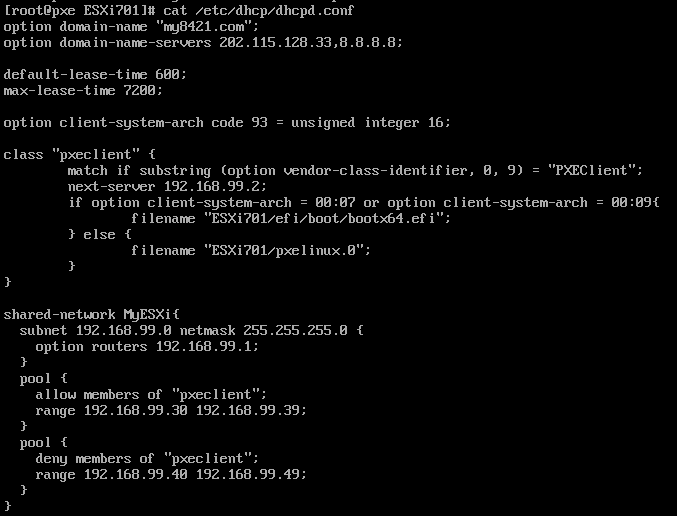 [root@pxe ESXi701]# cat /etc/dhcp/dhcpd.conf
option domain-name "my8421.com";
option domain-name-servers 202.115.128.33,8.8.8.8;

default-lease-time 600;
max-lease-time 7200;

option client-system-arch code 93 = unsigned integer 16;

class "pxeclient" {
        match if substring (option vendor-class-identifier, 0, 9) = "PXEClient";
        next-server 192.168.99.2;
        if option client-system-arch = 00:07 or option client-system-arch = 00:09{
                filename "ESXi701/efi/boot/bootx64.efi";
        } else {
                filename "ESXi701/pxelinux.0";
        }
}

shared-network MyESXi{
  subnet 192.168.99.0 netmask 255.255.255.0 {
    option routers 192.168.99.1;
  }
  pool {
    allow members of "pxeclient";
    range 192.168.99.30 192.168.99.39;
  }
  pool {
    deny members of "pxeclient";
    range 192.168.99.40 192.168.99.49;
  }
}